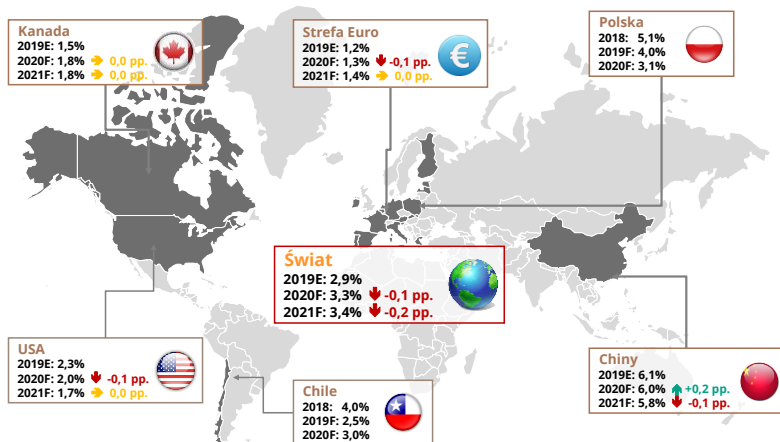 Kanada
2019E: 1,5%
2020F: 1,8% 0,0 pp.
2021F: 1,8% 0,0 pp.
Strefa Euro
2019E: 1,2%
2020F: 1,3% -0,1 pp.
2021F: 1,4% 0,0 pp.
€
Polska
2018: 5,1%
2019F: 4,0%
2020F: 3,1%
Świat
2019E: 2,9%
2020F: 3,3% -0,1 pp.
2021F: 3,4% -0,2 pp.
USA
2019E: 2,3%
2020F: 2,0% -0,1 pp.
2021F: 1,7% 0,0 pp.
Chile
2018: 4,0%
2019F: 2,5%
2020F: 3,0%
Chiny
2019E: 6,1%
2020F: 6,0% +0,2 pp.
2021F: 5,8% -0,1 pp.